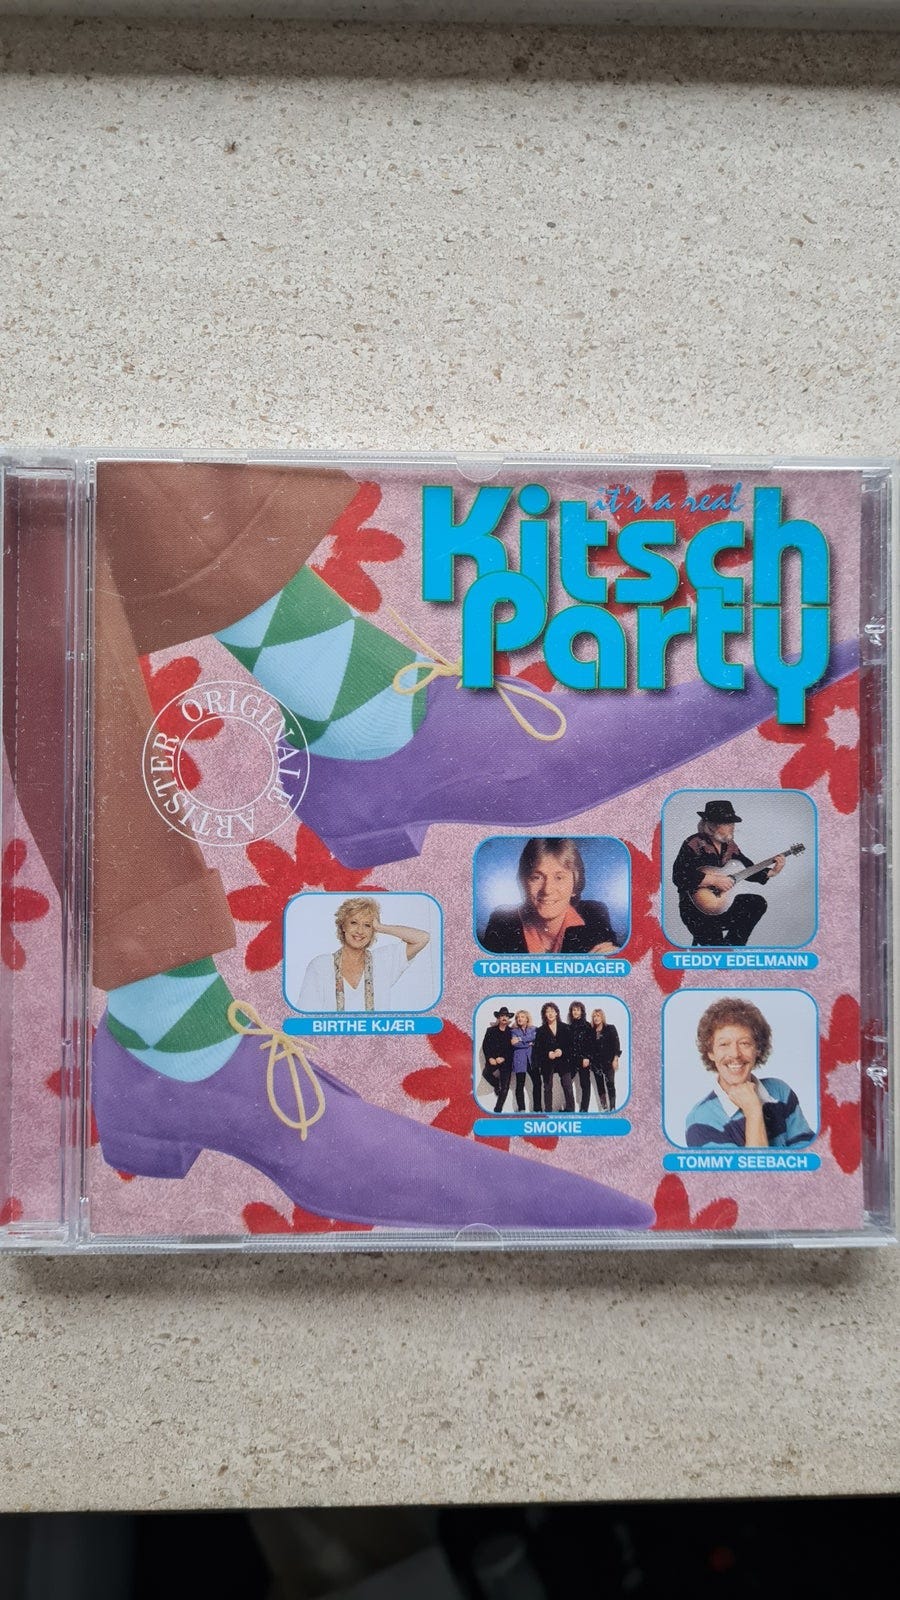 it's a real
Kitsch
Party
ORIGINALE ARTISTER
TORBEN LENDAGER
TEDDY EDELMANN
BIRTHE KJÆR
SMOKIE
TOMMY SEEBACH